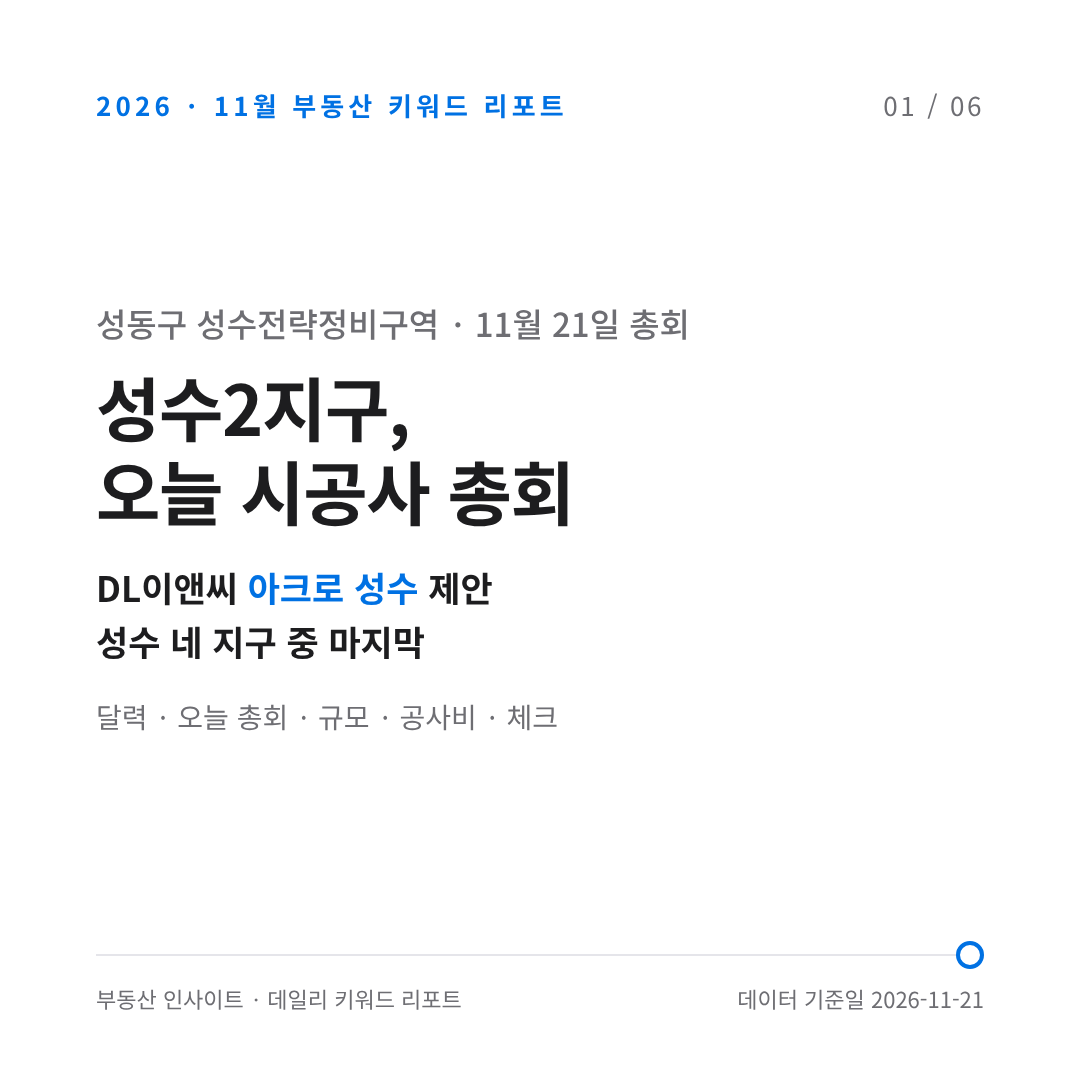 2026 · 11월 부동산 키워드 리포트
01 / 06
성동구 성수전략정비구역 · 11월 21일 총회
성수2지구,
오늘 시공사 총회
DL이앤씨 아크로 성수 제안
성수 네 지구 중 마지막
달력 · 오늘 총회 · 규모 · 공사비 · 체크
부동산 인사이트 · 데일리 키워드 리포트
데이터 기준일 2026-11-21